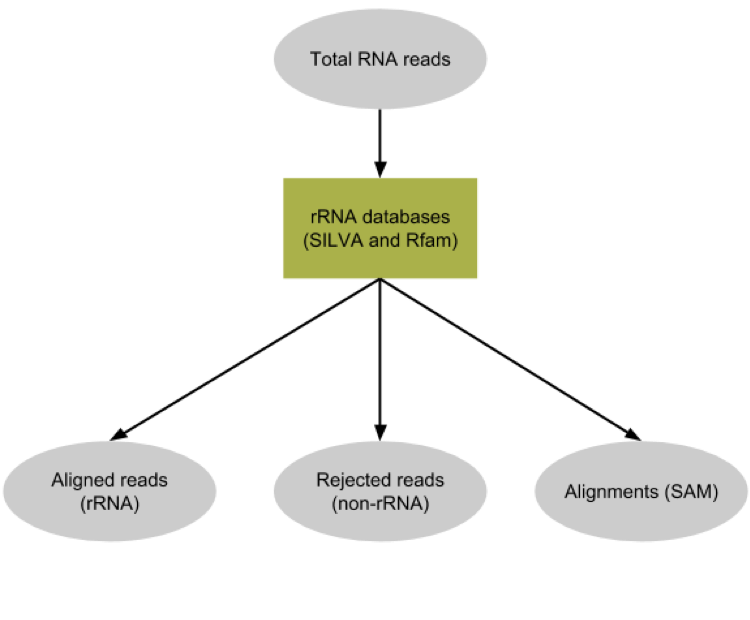 Total RNA reads
rRNA databases
(SILVA and Rfam)
Aligned reads
(rRNA)
Rejected reads
(non-rRNA)
Alignments (SAM)